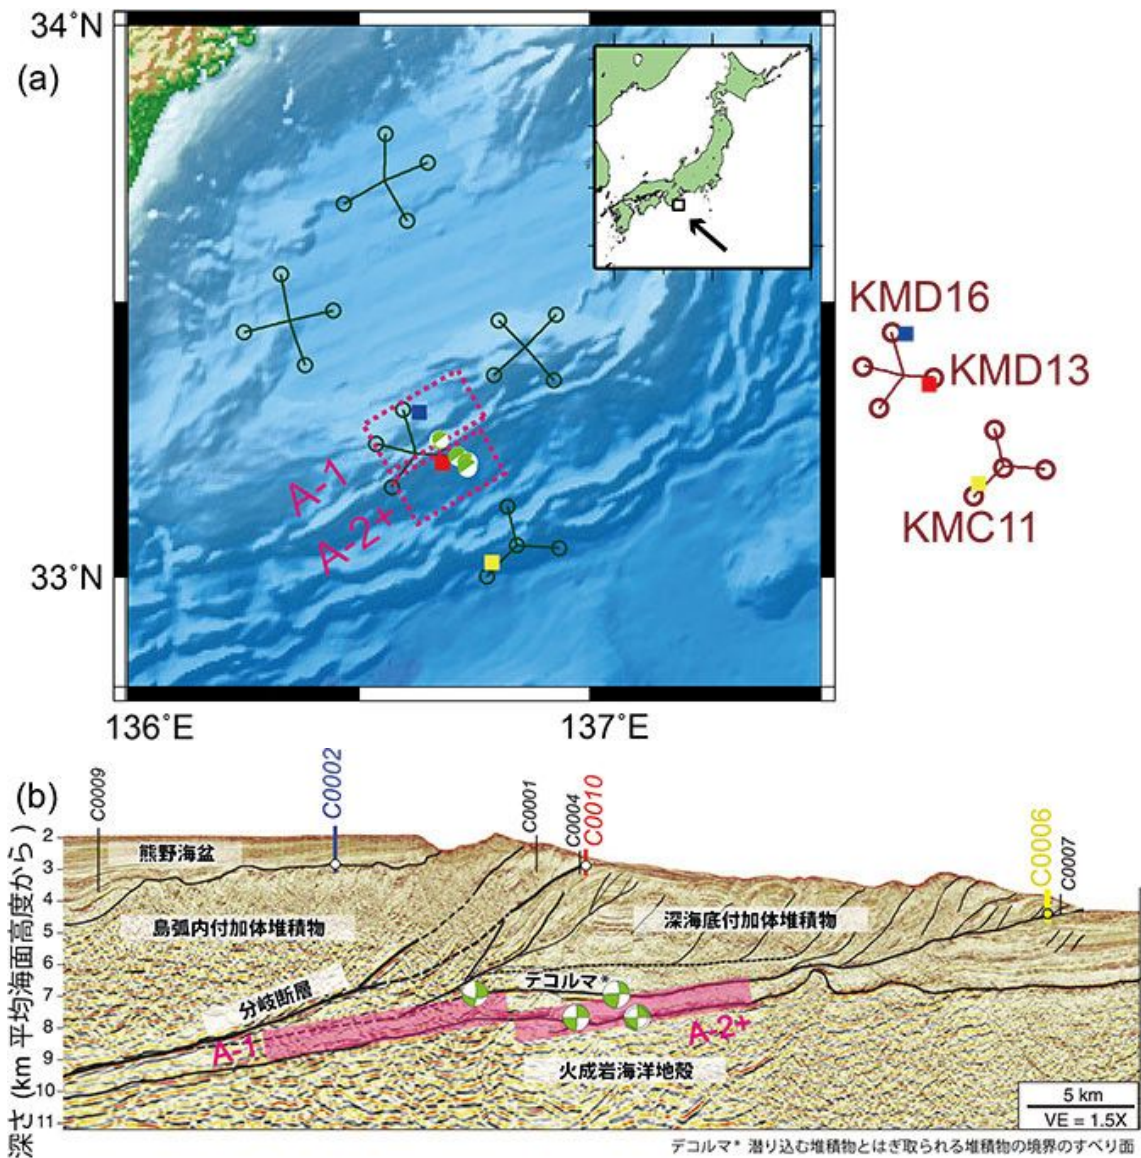 (a)
34°N
33°N
136°E
137°E
A-1
A-2+
KMD16
KMD13
KMC11
(b)
C0009
C0002
C0001
C0004
C0010
C0006
C0007
深さ (km 平均海面高度から)
2
3
4
5
6
7
8
9
10
11
熊野海盆
島弧内付加体堆積物
深海底付加体堆積物
分岐断層
デコルマ*
A-1
A-2+
火成岩海洋地殻
5 km
VE = 1.5X
デコルマ* 潜り込む堆積物とはぎ取られる堆積物の境界のすべり面